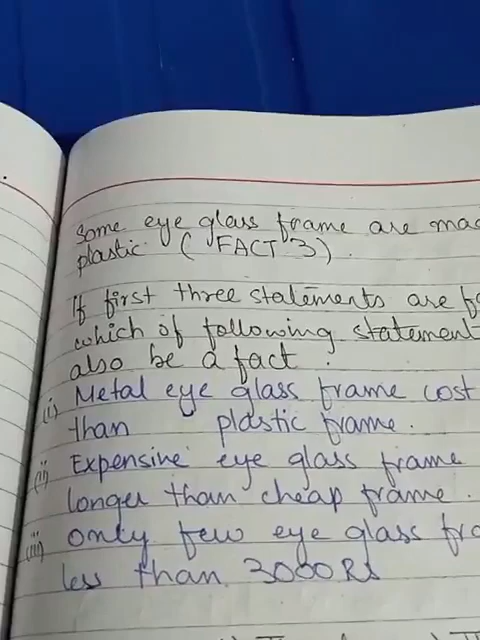 Some eye glass frame are mad
plastic. (FACT 3).
If first three statements are fa
which of following statement
also be a fact.
(i) Metal eye glass frame cost
than plastic frame.
(ii) Expensive eye glass frame
longer than cheap frame.
(iii) only few eye glass fra
less than 3000 Rs